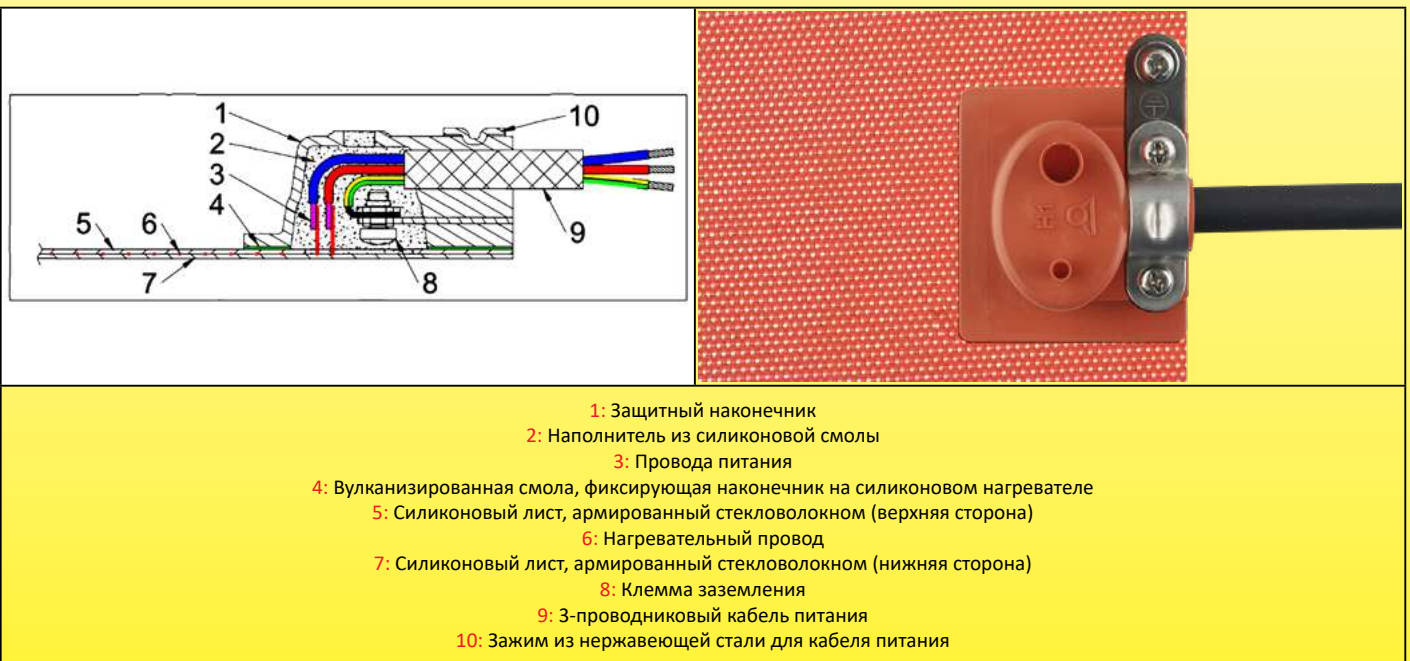 1
2
3
4
5
6
7
8
9
10
1: Защитный наконечник
2: Наполнитель из силиконовой смолы
3: Провода питания
4: Вулканизированная смола, фиксирующая наконечник на силиконовом нагревателе
5: Силиконовый лист, армированный стекловолокном (верхняя сторона)
6: Нагревательный провод
7: Силиконовый лист, армированный стекловолокном (нижняя сторона)
8: Клемма заземления
9: 3-проводниковый кабель питания
10: Зажим из нержавеющей стали для кабеля питания